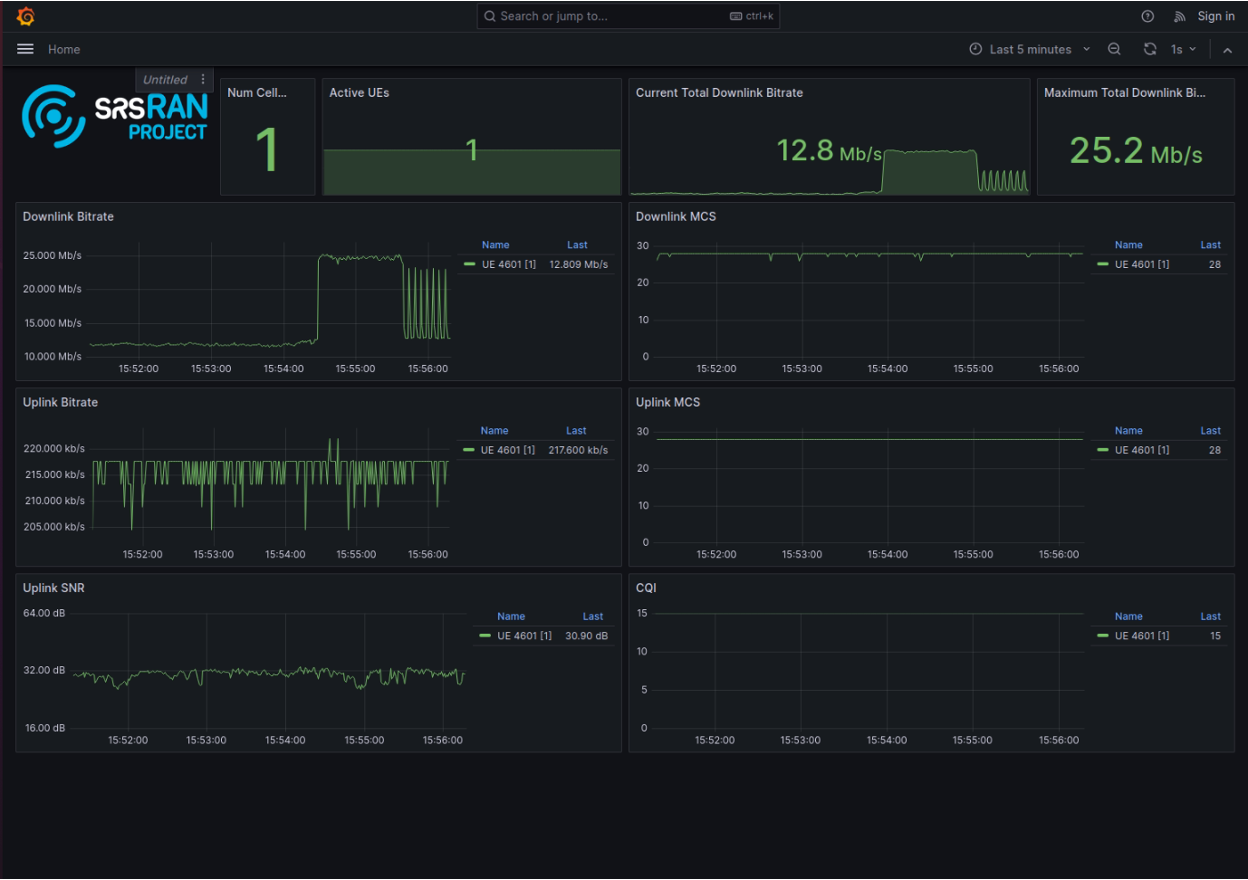 Search or jump to... ctrl+k Sign in
Home Last 5 minutes 1s
Untitled
SRSRAN
PROJECT
Num Cell...
1
Active UEs
1
Current Total Downlink Bitrate
12.8 Mb/s
Maximum Total Downlink Bi...
25.2 Mb/s
Downlink Bitrate
25.000 Mb/s
20.000 Mb/s
15.000 Mb/s
10.000 Mb/s
15:52:00 15:53:00 15:54:00 15:55:00 15:56:00
Name Last
UE 4601 [1] 12.809 Mb/s
Downlink MCS
30
20
10
0
15:52:00 15:53:00 15:54:00 15:55:00 15:56:00
Name Last
UE 4601 [1] 28
Uplink Bitrate
220.000 kb/s
215.000 kb/s
210.000 kb/s
205.000 kb/s
15:52:00 15:53:00 15:54:00 15:55:00 15:56:00
Name Last
UE 4601 [1] 217.600 kb/s
Uplink MCS
30
20
10
0
15:52:00 15:53:00 15:54:00 15:55:00 15:56:00
Name Last
UE 4601 [1] 28
Uplink SNR
64.00 dB
32.00 dB
16.00 dB
15:52:00 15:53:00 15:54:00 15:55:00 15:56:00
Name Last
UE 4601 [1] 30.90 dB
CQI
15
10
5
0
15:52:00 15:53:00 15:54:00 15:55:00 15:56:00
Name Last
UE 4601 [1] 15